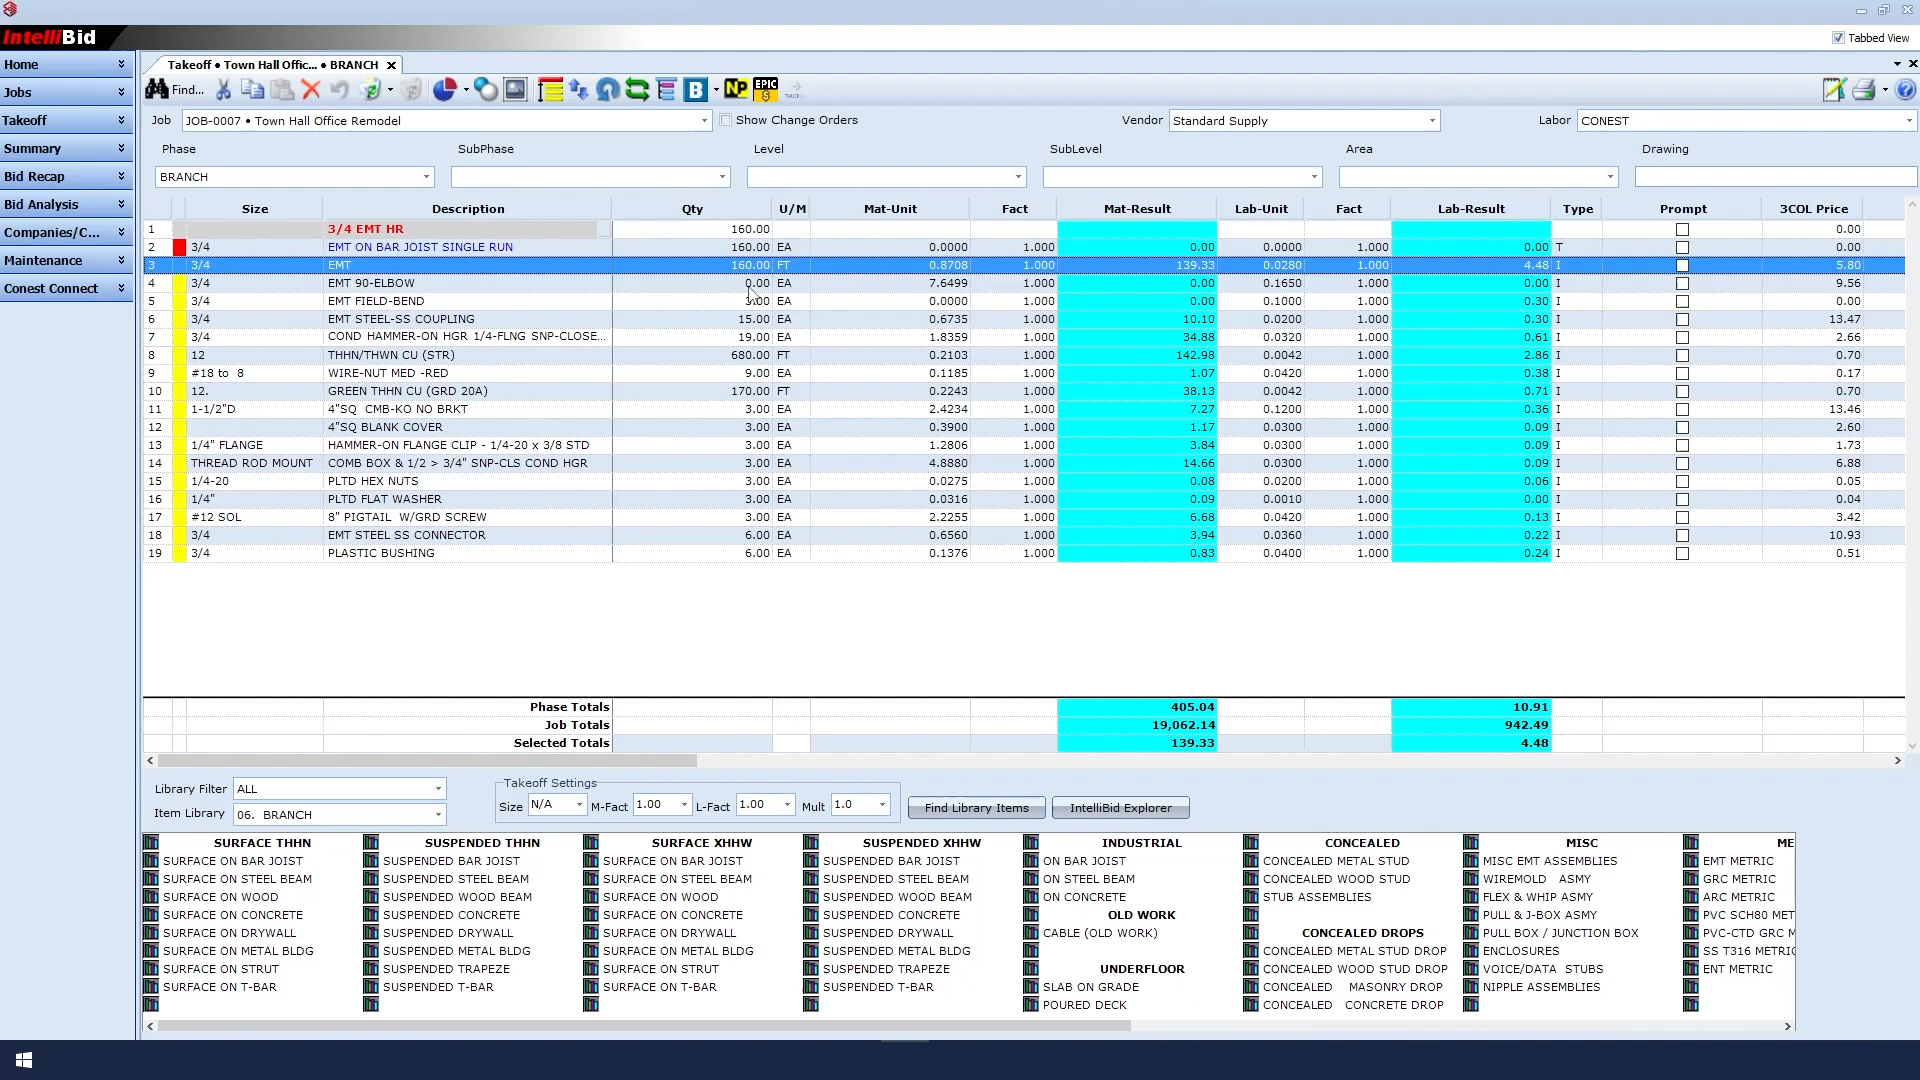 IntelliBid
Tabbed View
Home
Jobs
Takeoff
Summary
Bid Recap
Bid Analysis
Companies/C...
Maintenance
Conest Connect
Takeoff • Town Hall Offic... • BRANCH
Find...
B
NP
EPIC
$
Job JOB-0007 • Town Hall Office Remodel Show Change Orders Vendor Standard Supply Labor CONEST
Phase SubPhase Level SubLevel Area Drawing
BRANCH
Size Description Qty U/M Mat-Unit Fact Mat-Result Lab-Unit Fact Lab-Result Type Prompt 3COL Price
1 3/4 EMT HR 160.00 0.00
2 3/4 EMT ON BAR JOIST SINGLE RUN 160.00 EA 0.0000 1.000 0.00 0.0000 1.000 0.00 T 0.00
3 3/4 EMT 160.00 FT 0.8708 1.000 139.33 0.0280 1.000 4.48 I 5.80
4 3/4 EMT 90-ELBOW 0.00 EA 7.6499 1.000 0.00 0.1650 1.000 0.00 I 9.56
5 3/4 EMT FIELD-BEND 3.00 EA 0.0000 1.000 0.00 0.1000 1.000 0.30 I 0.00
6 3/4 EMT STEEL-SS COUPLING 15.00 EA 0.6735 1.000 10.10 0.0200 1.000 0.30 I 13.47
7 3/4 COND HAMMER-ON HGR 1/4-FLNG SNP-CLOSE... 19.00 EA 1.8359 1.000 34.88 0.0320 1.000 0.61 I 2.66
8 12 THHN/THWN CU (STR) 680.00 FT 0.2103 1.000 142.98 0.0042 1.000 2.86 I 0.70
9 #18 to 8 WIRE-NUT MED -RED 9.00 EA 0.1185 1.000 1.07 0.0420 1.000 0.38 I 0.17
10 12. GREEN THHN CU (GRD 20A) 170.00 FT 0.2243 1.000 38.13 0.0042 1.000 0.71 I 0.70
11 1-1/2"D 4"SQ CMB-KO NO BRKT 3.00 EA 2.4234 1.000 7.27 0.1200 1.000 0.36 I 13.46
12 4"SQ BLANK COVER 3.00 EA 0.3900 1.000 1.17 0.0300 1.000 0.09 I 2.60
13 1/4" FLANGE HAMMER-ON FLANGE CLIP - 1/4-20 x 3/8 STD 3.00 EA 1.2806 1.000 3.84 0.0300 1.000 0.09 I 1.73
14 THREAD ROD MOUNT COMB BOX & 1/2 > 3/4" SNP-CLS COND HGR 3.00 EA 4.8880 1.000 14.66 0.0300 1.000 0.09 I 6.88
15 1/4-20 PLTD HEX NUTS 3.00 EA 0.0275 1.000 0.08 0.0200 1.000 0.06 I 0.05
16 1/4" PLTD FLAT WASHER 3.00 EA 0.0316 1.000 0.09 0.0010 1.000 0.00 I 0.04
17 #12 SOL 8" PIGTAIL W/GRD SCREW 3.00 EA 2.2255 1.000 6.68 0.0420 1.000 0.13 I 3.42
18 3/4 EMT STEEL SS CONNECTOR 6.00 EA 0.6560 1.000 3.94 0.0360 1.000 0.22 I 10.93
19 3/4 PLASTIC BUSHING 6.00 EA 0.1376 1.000 0.83 0.0400 1.000 0.24 I 0.51
Phase Totals 405.04 10.91
Job Totals 19,062.14 942.49
Selected Totals 139.33 4.48
Library Filter ALL
Item Library 06. BRANCH
Takeoff Settings
Size N/A M-Fact 1.00 L-Fact 1.00 Mult 1.0 Find Library Items IntelliBid Explorer
SURFACE THHN SUSPENDED THHN SURFACE XHHW SUSPENDED XHHW INDUSTRIAL CONCEALED MISC ME
SURFACE ON BAR JOIST SUSPENDED BAR JOIST SURFACE ON BAR JOIST SUSPENDED BAR JOIST ON BAR JOIST CONCEALED METAL STUD MISC EMT ASSEMBLIES EMT METRIC
SURFACE ON STEEL BEAM SUSPENDED STEEL BEAM SURFACE ON STEEL BEAM SUSPENDED STEEL BEAM ON STEEL BEAM CONCEALED WOOD STUD WIREMOLD ASMY GRC METRIC
SURFACE ON WOOD SUSPENDED WOOD BEAM SURFACE ON WOOD SUSPENDED WOOD BEAM ON CONCRETE STUB ASSEMBLIES FLEX & WHIP ASMY ARC METRIC
SURFACE ON CONCRETE SUSPENDED CONCRETE SURFACE ON CONCRETE SUSPENDED CONCRETE OLD WORK PULL & J-BOX ASMY PVC SCH80 MET
SURFACE ON DRYWALL SUSPENDED DRYWALL SURFACE ON DRYWALL SUSPENDED DRYWALL CABLE (OLD WORK) CONCEALED DROPS PULL BOX / JUNCTION BOX PVC-CTD GRC M
SURFACE ON METAL BLDG SUSPENDED METAL BLDG SURFACE ON METAL BLDG SUSPENDED METAL BLDG CONCEALED METAL STUD DROP ENCLOSURES SS T316 METRIC
SURFACE ON STRUT SUSPENDED TRAPEZE SURFACE ON STRUT SUSPENDED TRAPEZE UNDERFLOOR CONCEALED WOOD STUD DROP VOICE/DATA STUBS ENT METRIC
SURFACE ON T-BAR SUSPENDED T-BAR SURFACE ON T-BAR SUSPENDED T-BAR SLAB ON GRADE CONCEALED MASONRY DROP NIPPLE ASSEMBLIES
POURED DECK CONCEALED CONCRETE DROP